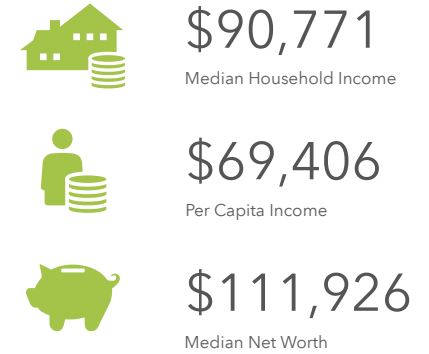 $90,771
Median Household Income
$69,406
Per Capita Income
$111,926
Median Net Worth